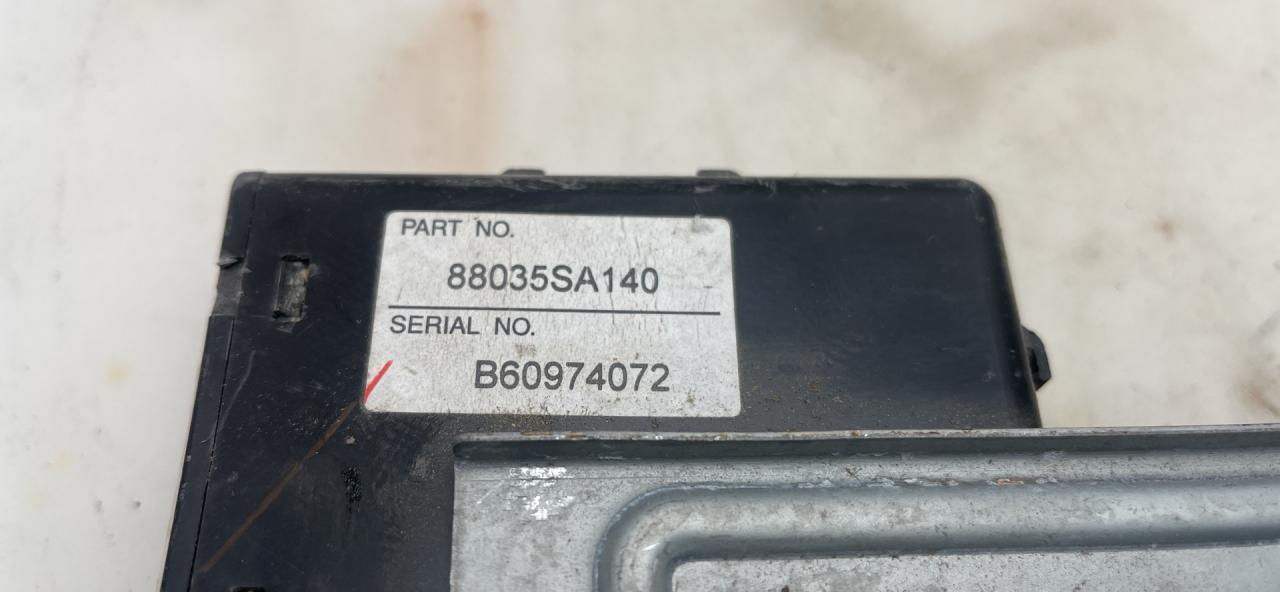 PART NO.
88035SA140
SERIAL NO.
B60974072